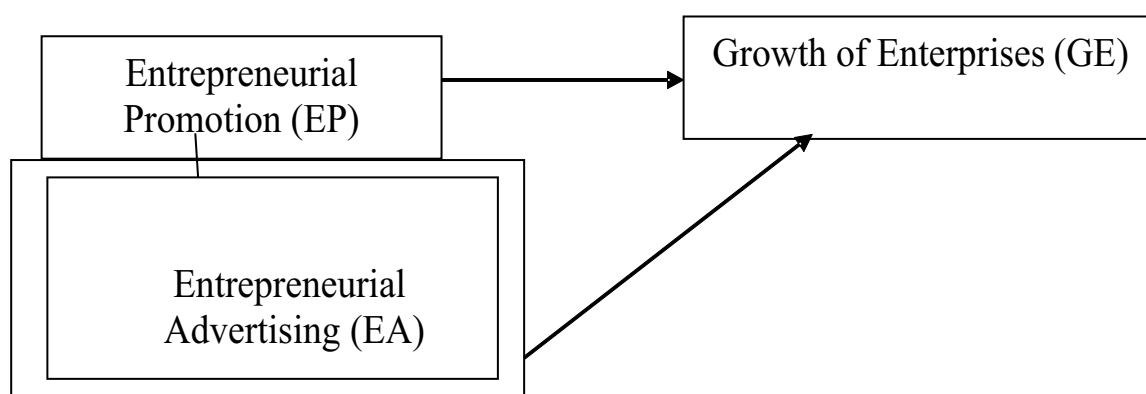 Entrepreneurial
Promotion (EP)
Growth of Enterprises (GE)
Entrepreneurial
Advertising (EA)